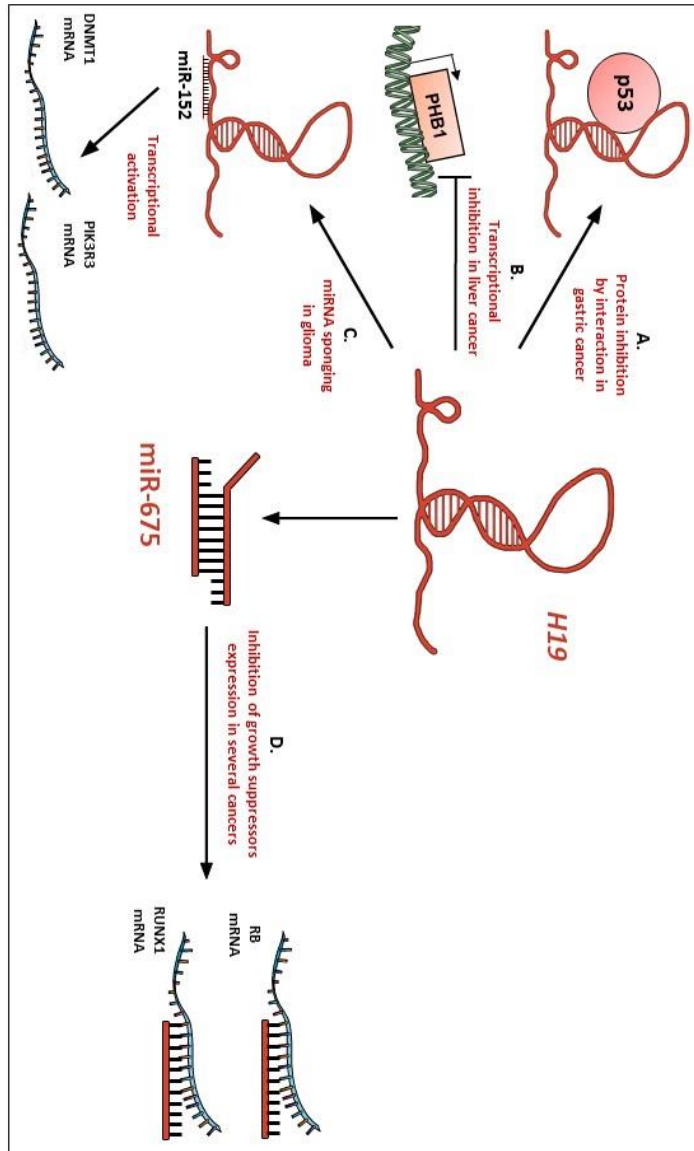 H19
A.
Protein inhibition
by interaction in
gastric cancer
p53
B.
Transcriptional
inhibition in liver cancer
PHB1
C.
miRNA sponging
in glioma
miR-152
Transcriptional
activation
DNMT1
mRNA
PIK3R3
mRNA
miR-675
D.
Inhibition of growth suppressors
expression in several cancers
RB
mRNA
RUNX1
mRNA